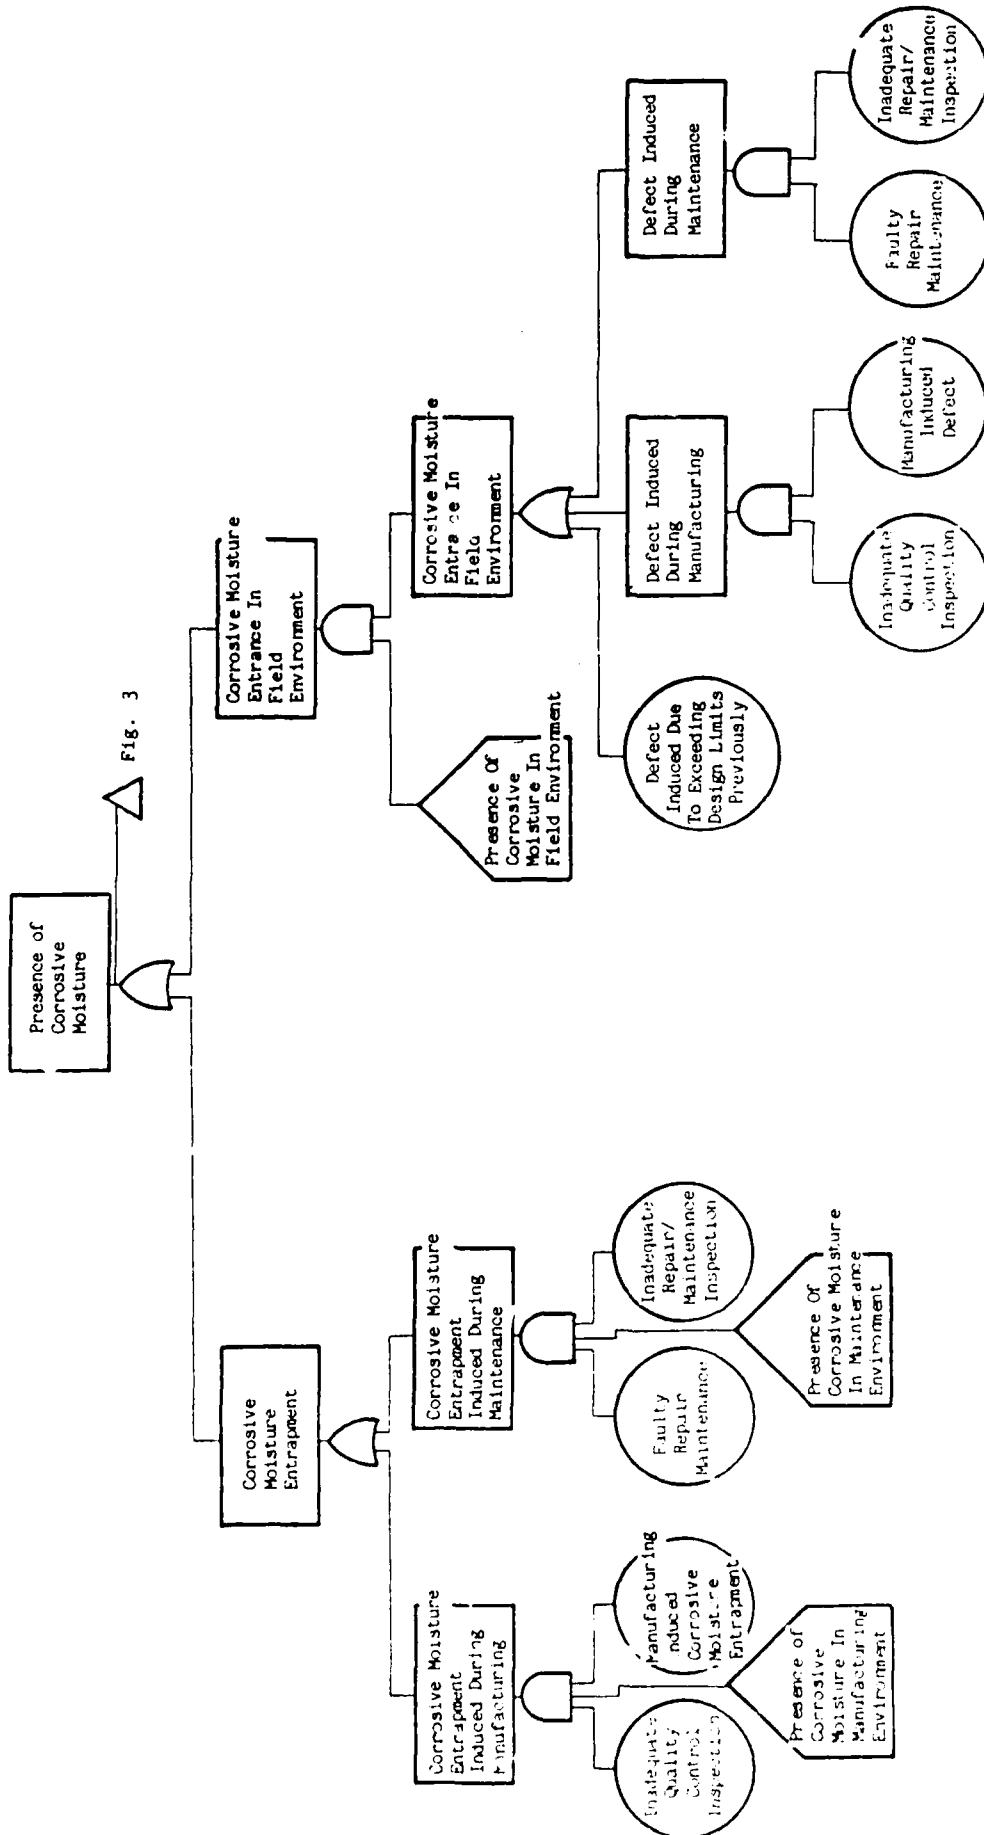 Presence of
Corrosive
Moisture
Fig. 3
Corrosive
Moisture
Entrapment
Corrosive Moisture
Entrance In
Field
Environment
Corrosive Moisture
Entrapment
Induced During
Manufacturing
Corrosive Moisture
Entrapment
Induced During
Maintenance
Presence Of
Corrosive
Moisture In
Field Environment
Corrosive Moisture
Entrance In
Field
Environment
Inadequate
Quality
Control
Inspection
Manufacturing
nduced
Corrosive
Moisture
Entrapment
Presence of
Corrosive
Moisture In
Manufacturing
Environment
Faulty
Repair
Maintenance
Inadequate
Repair/
Maintenance
Inspection
Presence Of
Corrosive Moisture
In Maintenance
Environment
Defect
Induced Due
To Exceeding
Design Limits
Previously
Defect Induced
During
Manufacturing
Defect Induced
During
Maintenance
Inadequate
Quality
Control
Inspection
Manufacturing
Induced
Defect
Faulty
Repair
Maintenance
Inadequate
Repair/
Maintenance
Inspection